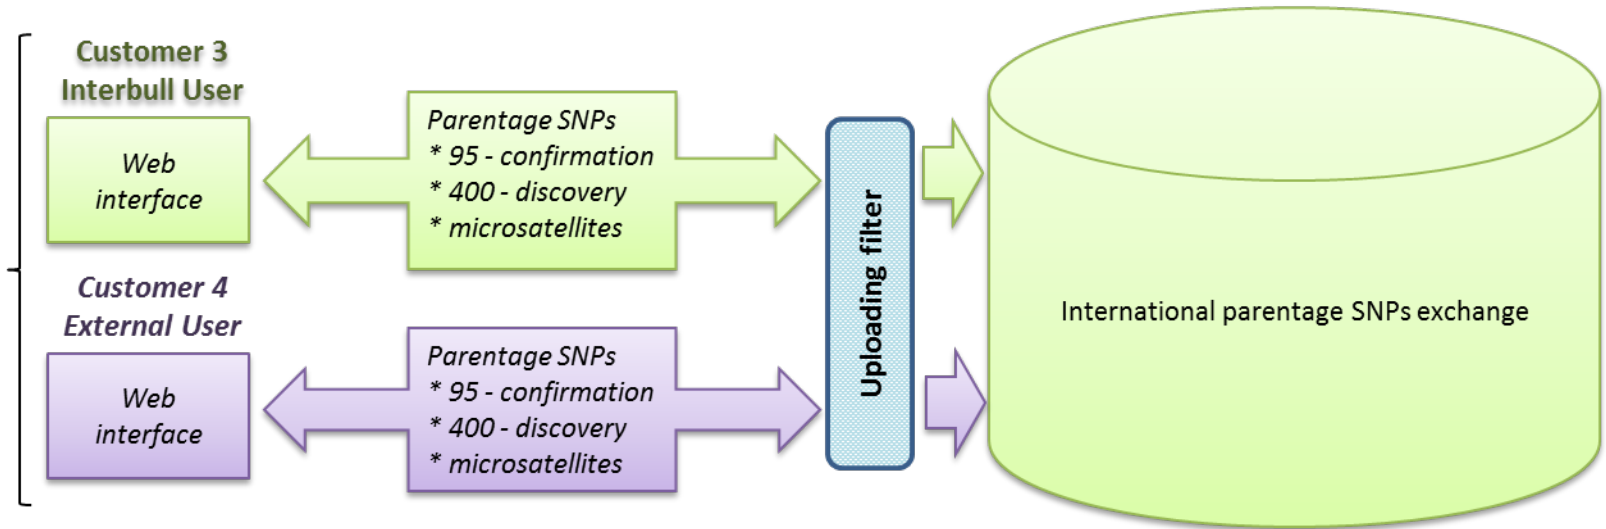 Customer 3
Interbull User
Web
interface
Parentage SNPs
* 95 - confirmation
* 400 - discovery
* microsatellites
Customer 4
External User
Web
interface
Parentage SNPs
* 95 - confirmation
* 400 - discovery
* microsatellites
Uploading filter
International parentage SNPs exchange